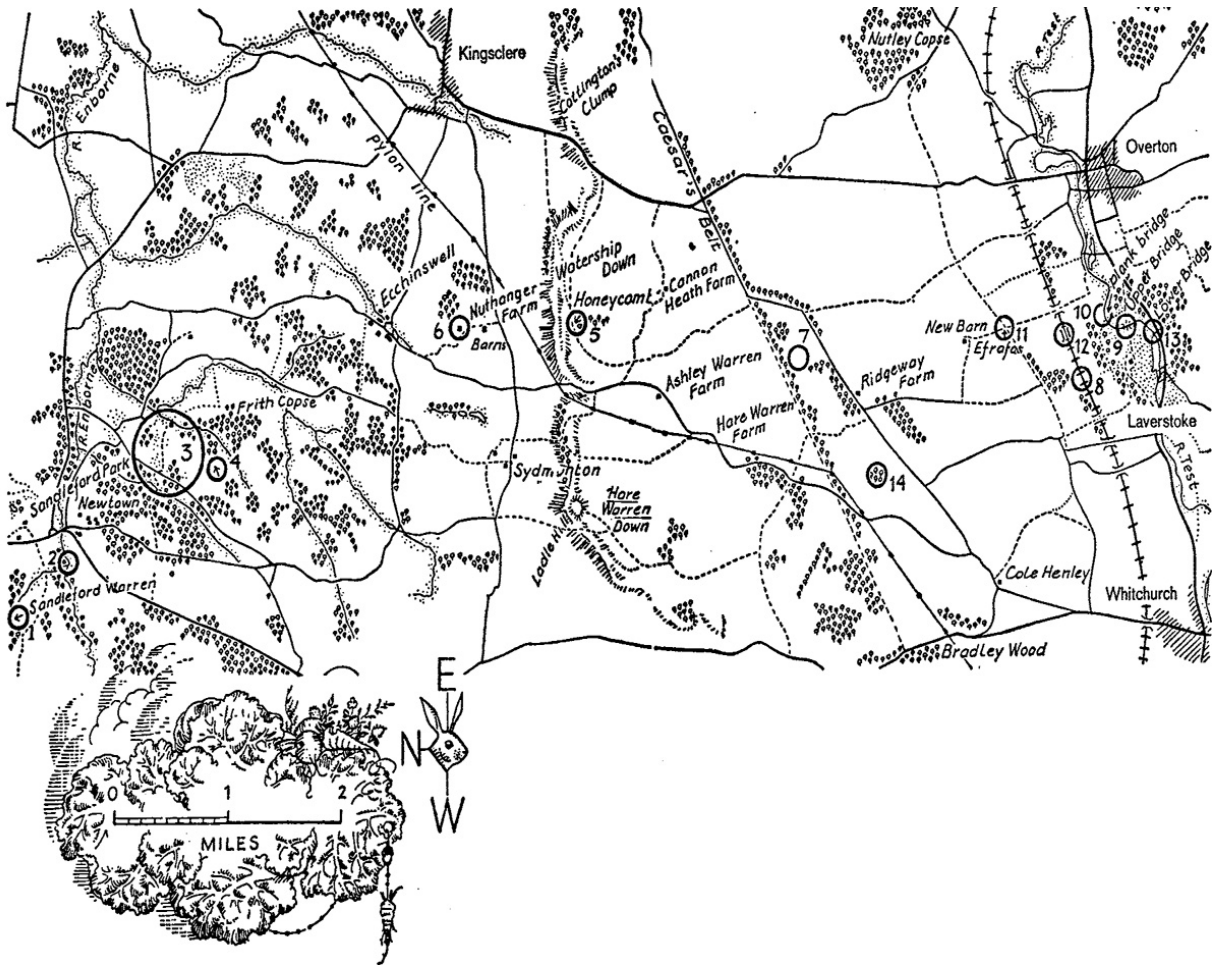 Kingsclere
Nutley Copse
R. Test
Cottington's
Clump
R. Enborne
Pylon line
Caesar's
Belt
Overton
Ecchinswell
Watership
Down
Cannon
Heath Farm
plank bridge
Upper Bridge
Bridge
6
Nuthanger
Farm
Barns
Honeycomb
5
7
New Barn
Efrafa
11
12
10
9
13
8
Ashley Warren
Farm
Ridgeway
Farm
Hare Warren
Farm
Laverstoke
R. Test
R. Enborne
Frith Copse
3
4
Sandleford Park
Newtown
Sydmonton
14
Hare
Warren
Down
Ladle Hill
2
Sandleford Warren
1
Cole Henley
Whitchurch
Bradley Wood
E
N
W
0 1 2
MILES